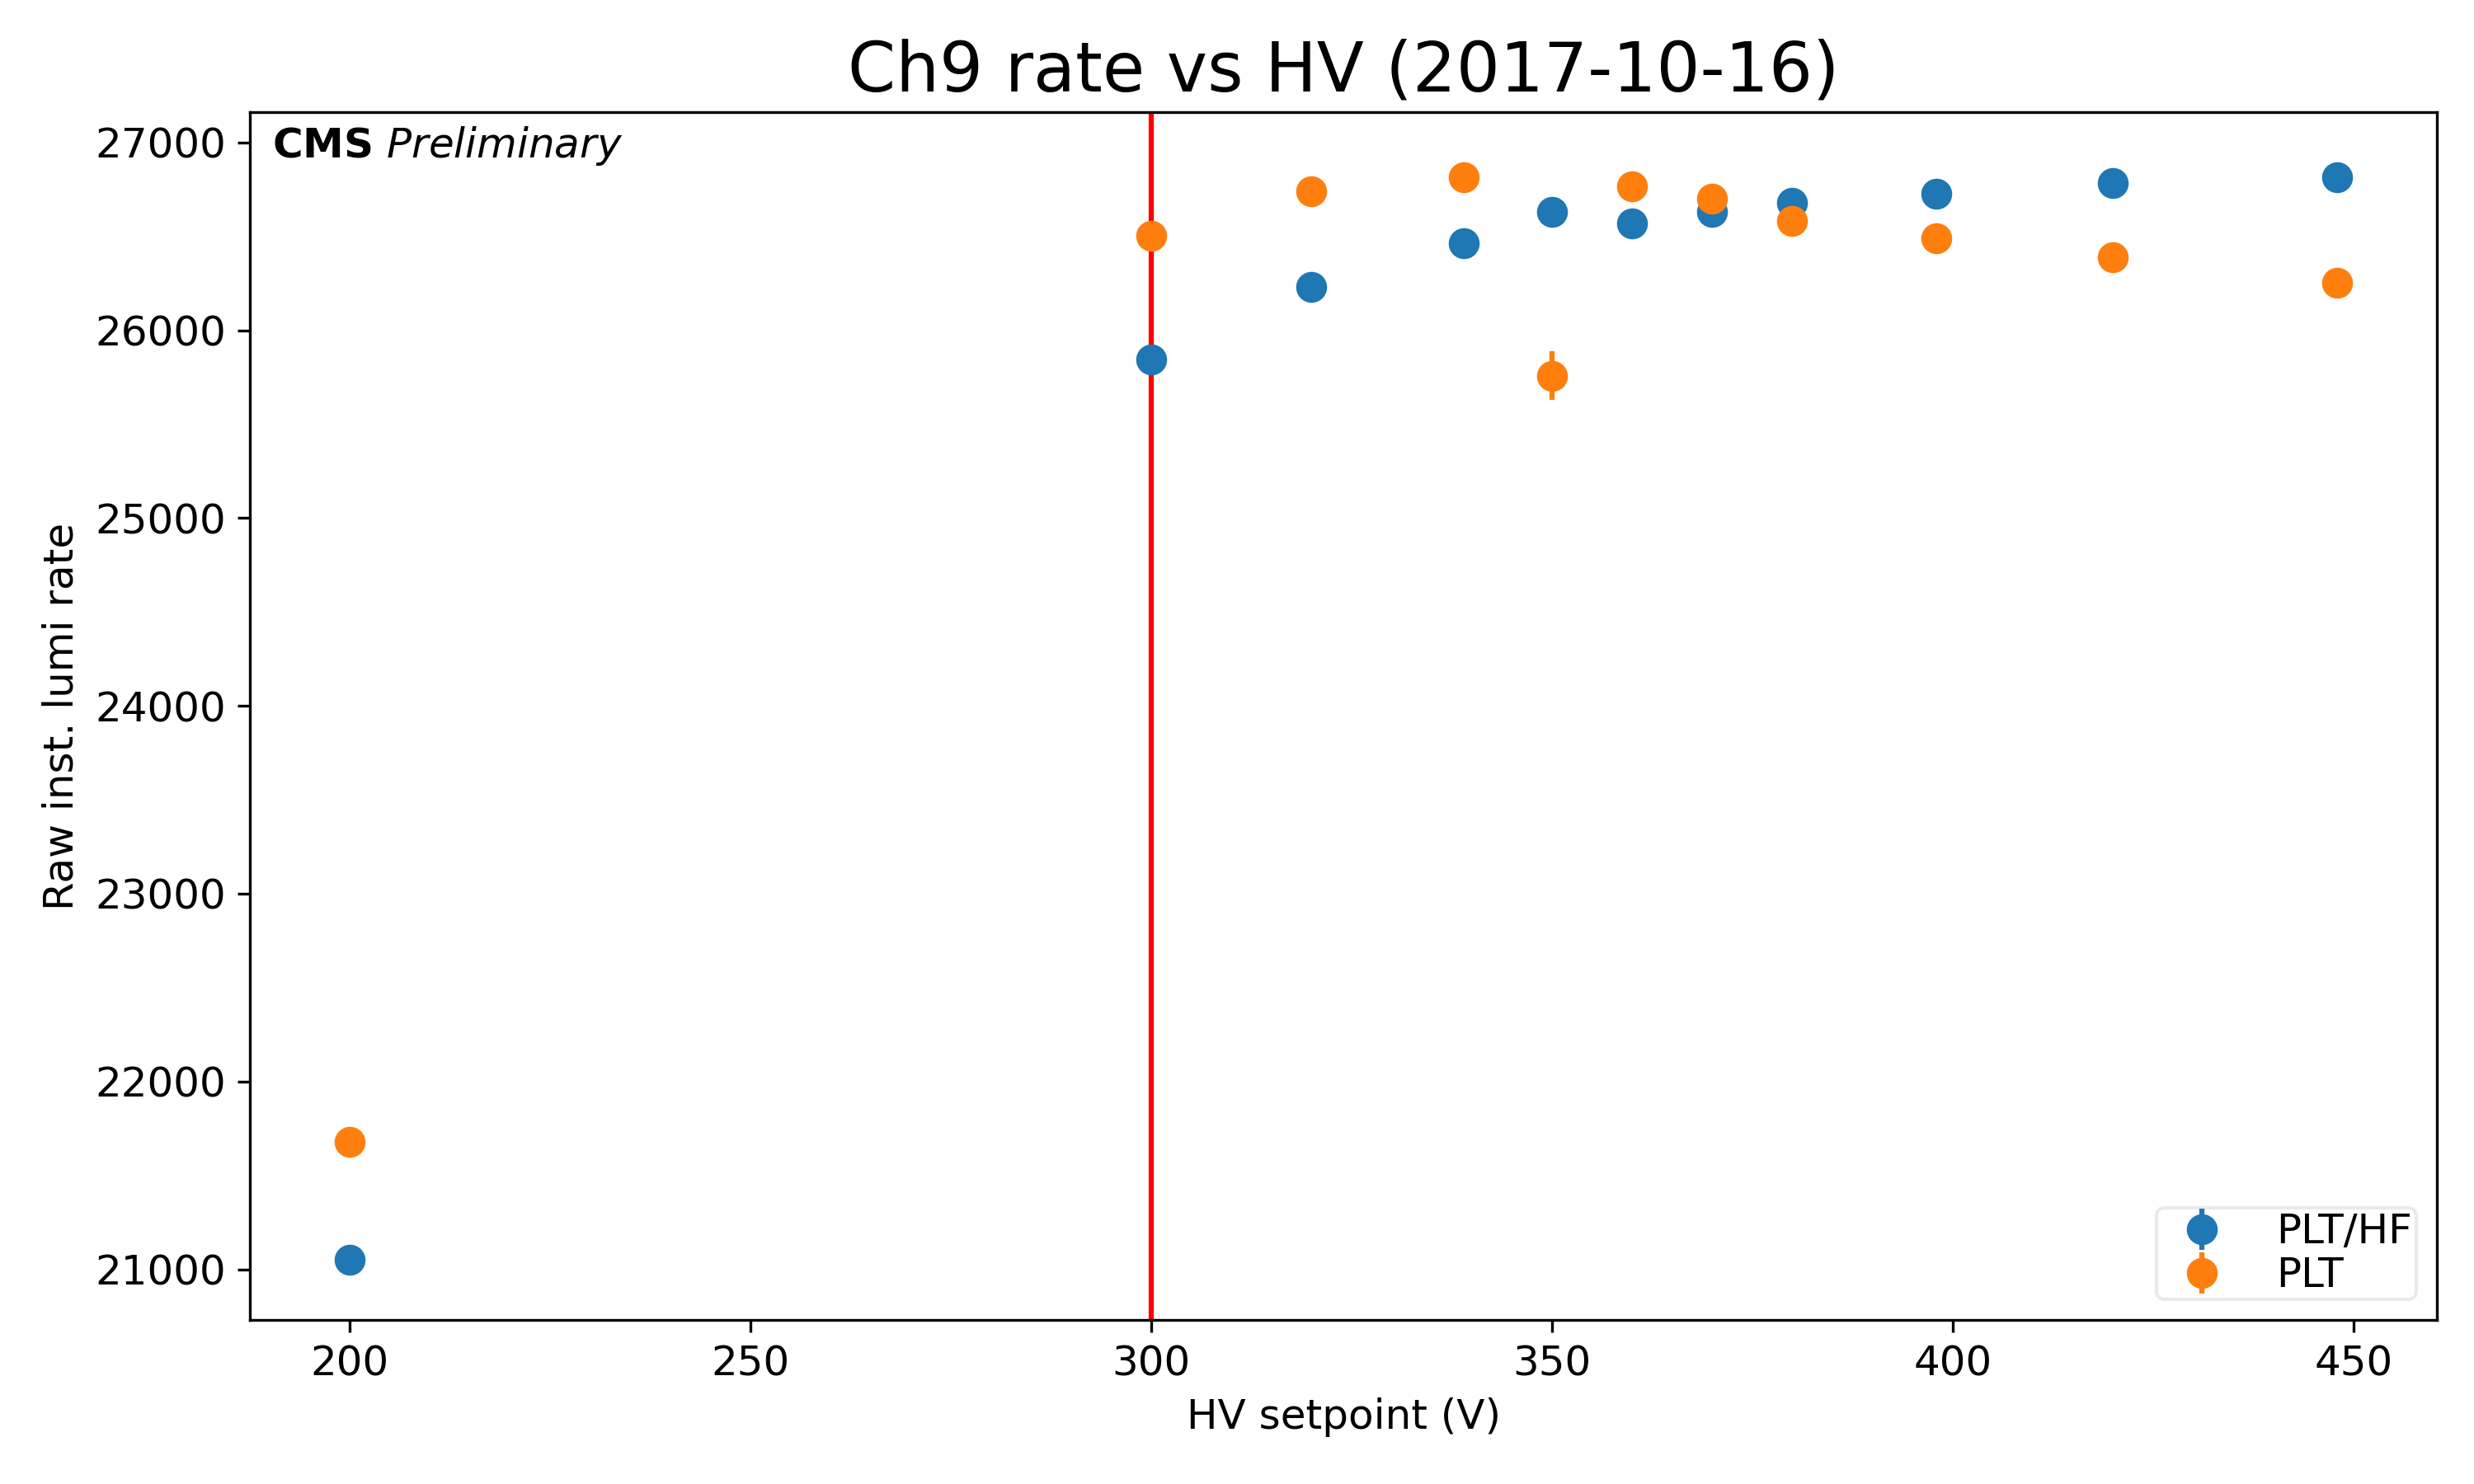 Ch9 rate vs HV (2017-10-16)
CMS Preliminary
27000
26000
25000
24000
23000
22000
21000
Raw inst. lumi rate
PLT/HF
PLT
200 250 300 350 400 450
HV setpoint (V)